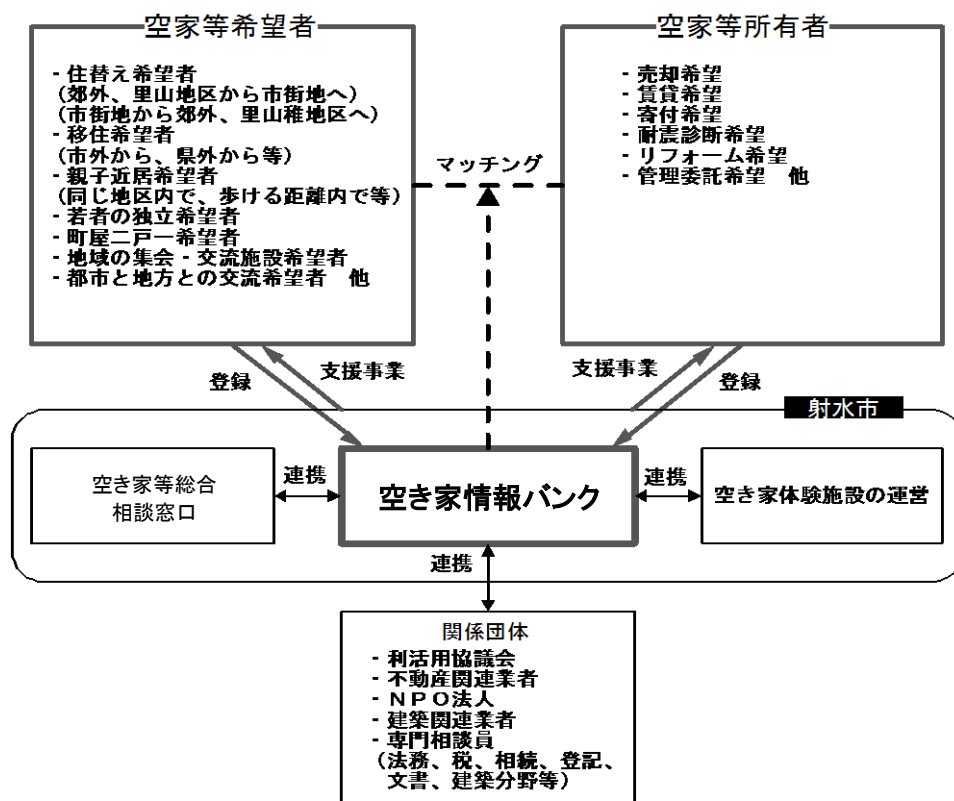 空家等希望者
- 住替え希望者
(郊外、里山地区から市街地へ)
(市街地から郊外、里山稚地区へ)
- 移住希望者
(市外から、県外から等)
- 親子近居希望者
(同じ地区内で、歩ける距離内で等)
- 若者の独立希望者
- 町屋二戸一希望者
- 地域の集会‐交流施設希望者
- 都市と地方との交流希望者 他
マッチング
空家等所有者
- 売却希望
- 賃貸希望
- 寄付希望
- 耐震診断希望
- リフォーム希望
- 管理委託希望 他
登録
支援事業
支援事業
登録
射水市
空き家等総合
相談窓口
連携
空き家情報バンク
連携
空き家体験施設の運営
連携
関係団体
- 利活用協議会
- 不動産関連業者
- NPO法人
- 建築関連業者
- 専門相談員
(法務、税、相続、登記、
文書、建築分野等)